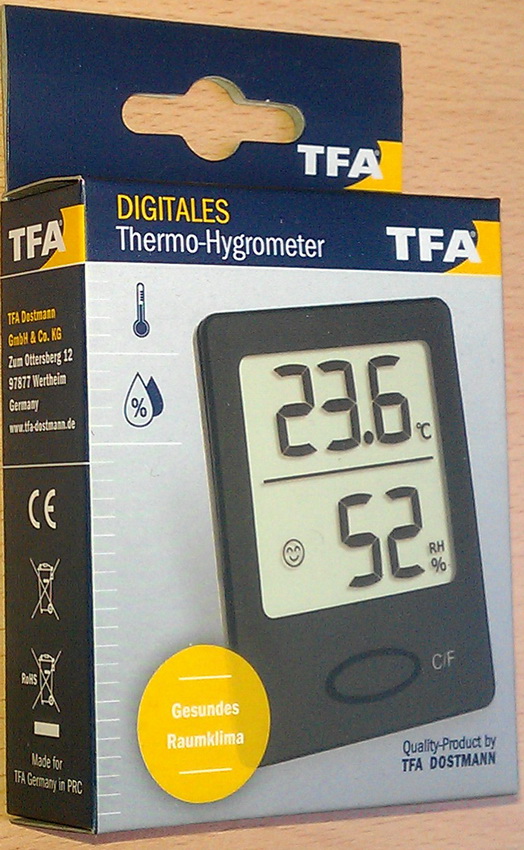 TFA
DIGITALES
Thermo-Hygrometer
TFA
TFA
TFA Dostmann
GmbH & Co. KG
Zum Ottersberg 12
97877 Wertheim
Germany
www.tfa-dostmann.de
CE
RoHS
Made for
TFA Germany in PRC
%
23.6 °C
52 RH %
C/F
Gesundes
Raumklima
Quality-Product by
TFA DOSTMANN